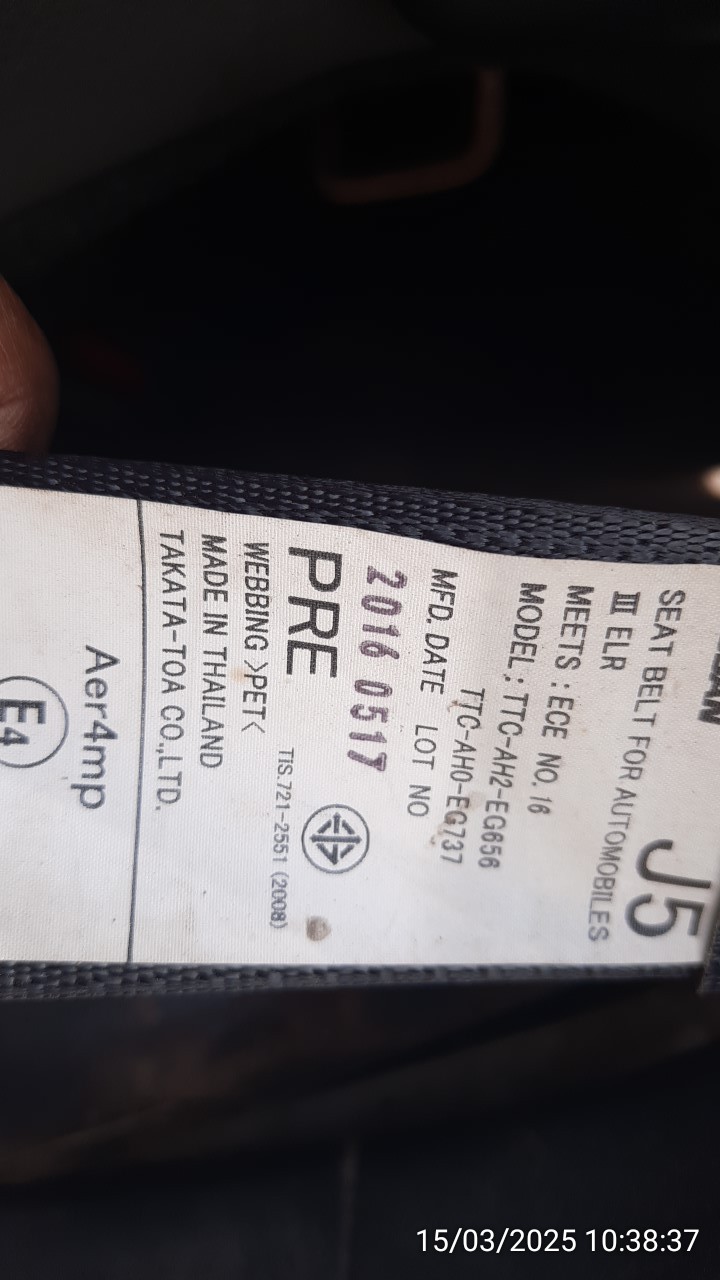 J5
SEAT BELT FOR AUTOMOBILES
Ⅲ ELR
MEETS : ECE NO. 16
MODEL : TTC-AH2-EG656
TTC-AH0-EG737
MFD. DATE LOT NO
2016 0517
PRE
TIS.721-2551 (2008)
WEBBING >PET<
MADE IN THAILAND
TAKATA-TOA CO.,LTD.
Aer4mp
E4
15/03/2025 10:38:37